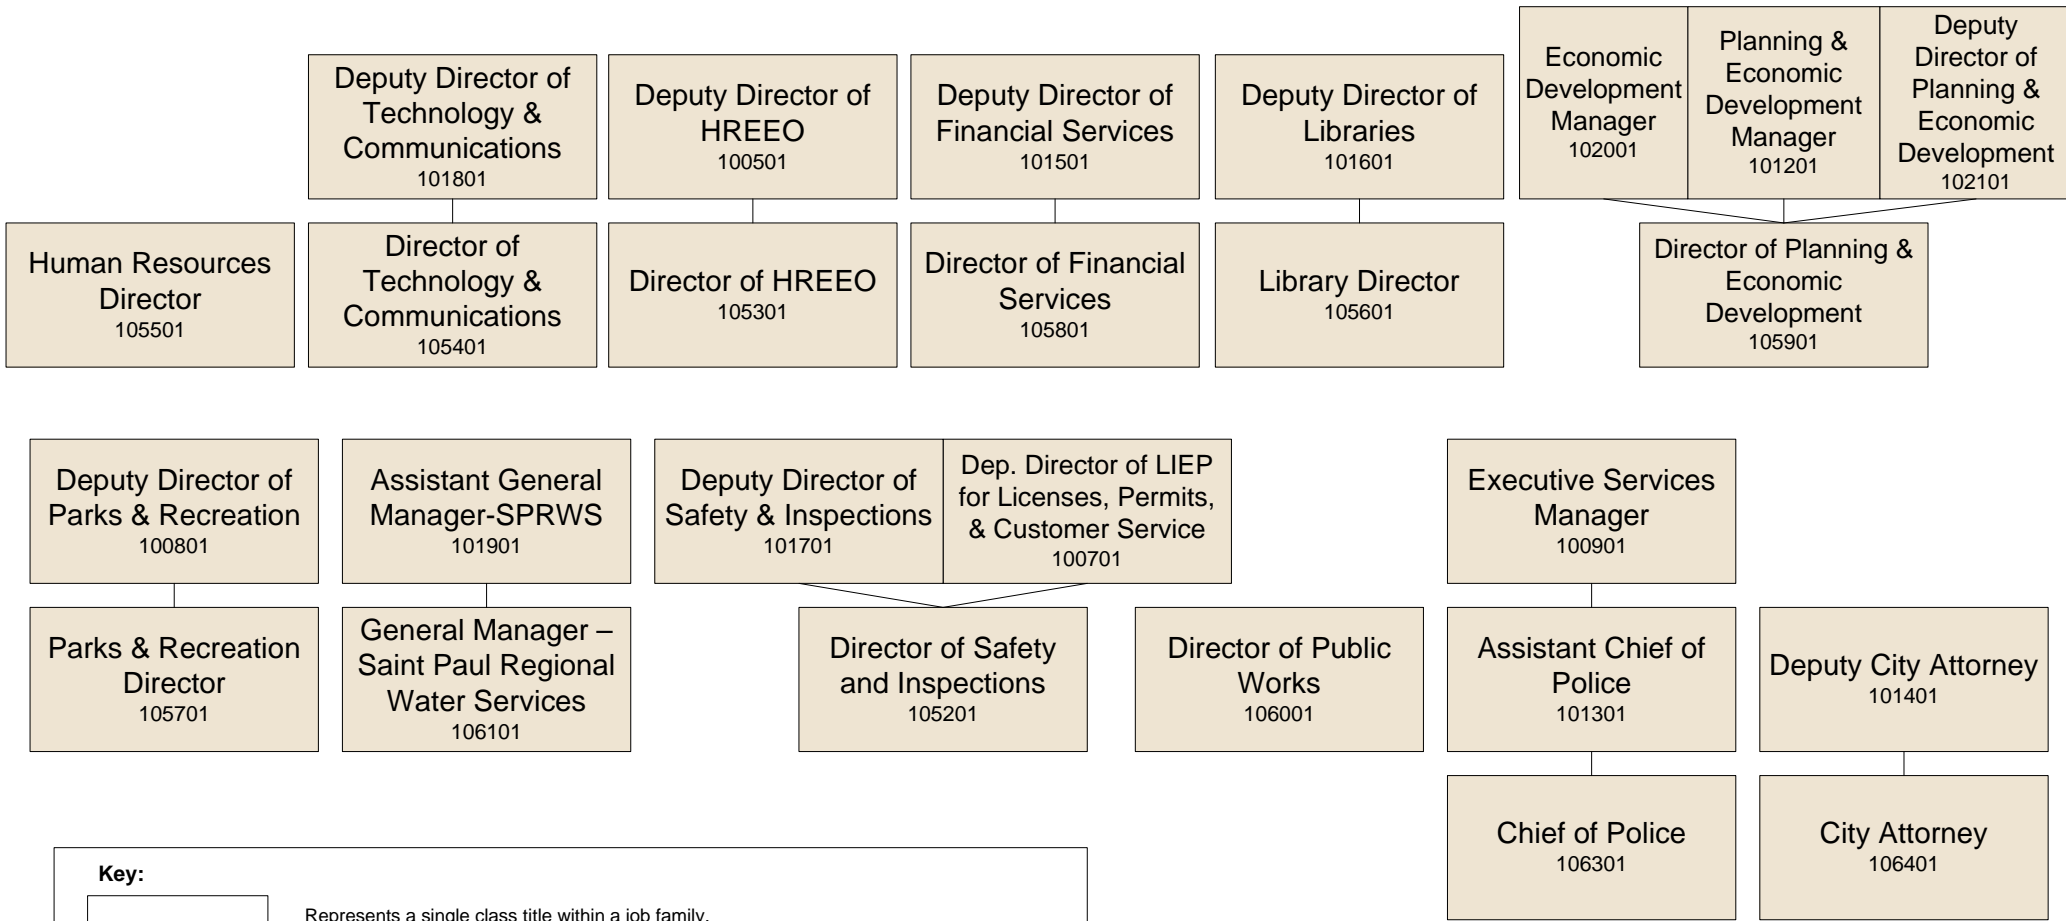 Deputy Director of
Technology &
Communications
101801
Deputy Director of
HREEO
100501
Deputy Director of
Financial Services
101501
Deputy Director of
Libraries
101601
Economic
Development
Manager
102001
Planning &
Economic
Development
Manager
101201
Deputy
Director of
Planning &
Economic
Development
102101
Human Resources
Director
105501
Director of
Technology &
Communications
105401
Director of HREEO
105301
Director of Financial
Services
105801
Library Director
105601
Director of Planning &
Economic
Development
105901
Deputy Director of
Parks & Recreation
100801
Assistant General
Manager-SPRWS
101901
Deputy Director of
Safety & Inspections
101701
Dep. Director of LIEP
for Licenses, Permits,
& Customer Service
100701
Executive Services
Manager
100901
Parks & Recreation
Director
105701
General Manager –
Saint Paul Regional
Water Services
106101
Director of Safety
and Inspections
105201
Director of Public
Works
106001
Assistant Chief of
Police
101301
Deputy City Attorney
101401
Chief of Police
106301
City Attorney
106401
Key:
Represents a single class title within a job family.